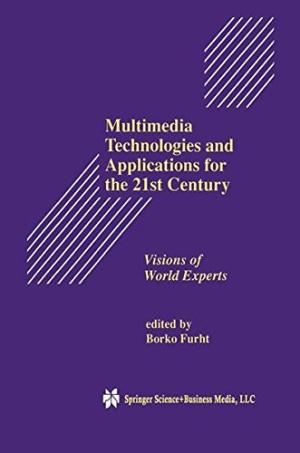 Multimedia
Technologies and
Applications for
the 21st Century
Visions of
World Experts
edited by
Borko Furht
Springer Science+Business Media, LLC